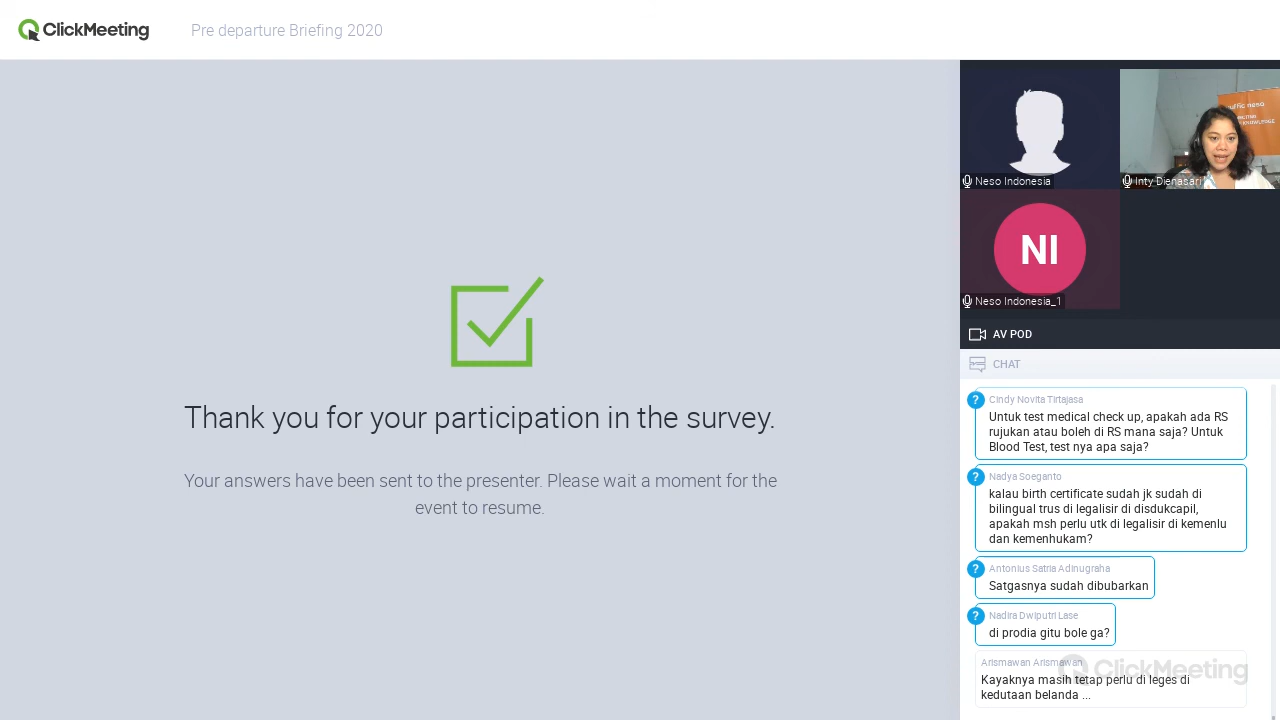 ClickMeeting
Pre departure Briefing 2020
Thank you for your participation in the survey.
Your answers have been sent to the presenter. Please wait a moment for the
event to resume.
uffic neso
KNOWLEDGE
Neso Indonesia
Inty Dienasari
NI
Neso Indonesia_1
AV POD
CHAT
?
Cindy Novita Tirtajasa
Untuk test medical check up, apakah ada RS
rujukan atau boleh di RS mana saja? Untuk
Blood Test, test nya apa saja?
?
Nadya Soeganto
kalau birth certificate sudah jk sudah di
bilingual trus di legalisir di disdukcapil,
apakah msh perlu utk di legalisir di kemenlu
dan kemenhukam?
?
Antonius Satria Adinugraha
Satgasnya sudah dibubarkan
?
Nadira Dwiputri Lase
di prodia gitu bole ga?
Arismawan Arismawan
Kayaknya masih tetap perlu di leges di
kedutaan belanda ...
ClickMeeting